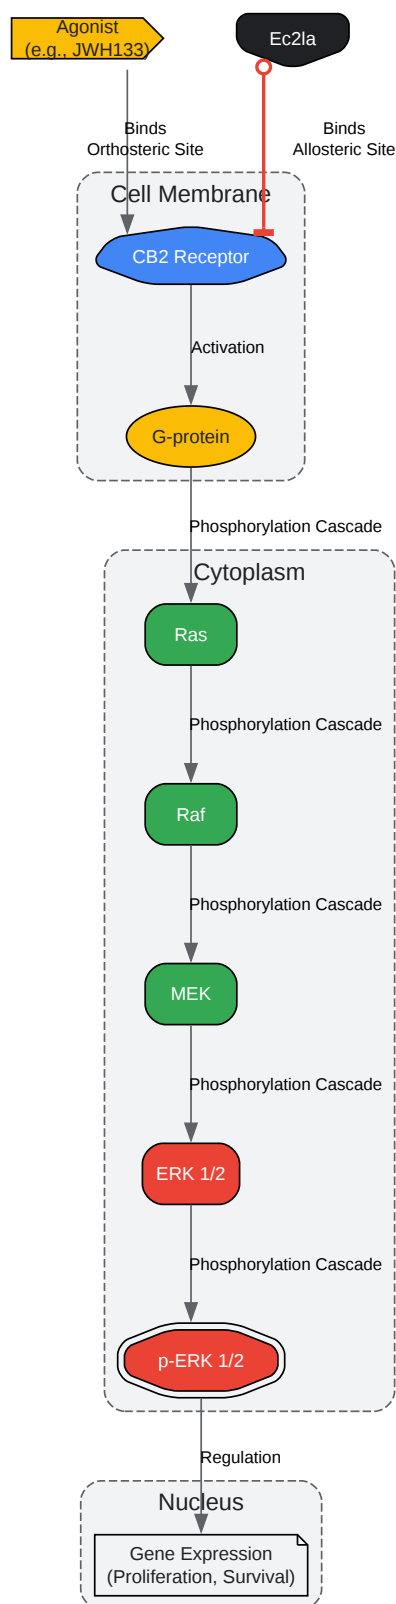 Agonist
(e.g., JWH133)
Ec2la
Binds
Orthosteric Site
Binds
Allosteric Site
Cell Membrane
CB2 Receptor
Activation
G-protein
Phosphorylation Cascade
Cytoplasm
Ras
Phosphorylation Cascade
Raf
Phosphorylation Cascade
MEK
Phosphorylation Cascade
ERK 1/2
Phosphorylation Cascade
p-ERK 1/2
Regulation
Nucleus
Gene Expression
(Proliferation, Survival)